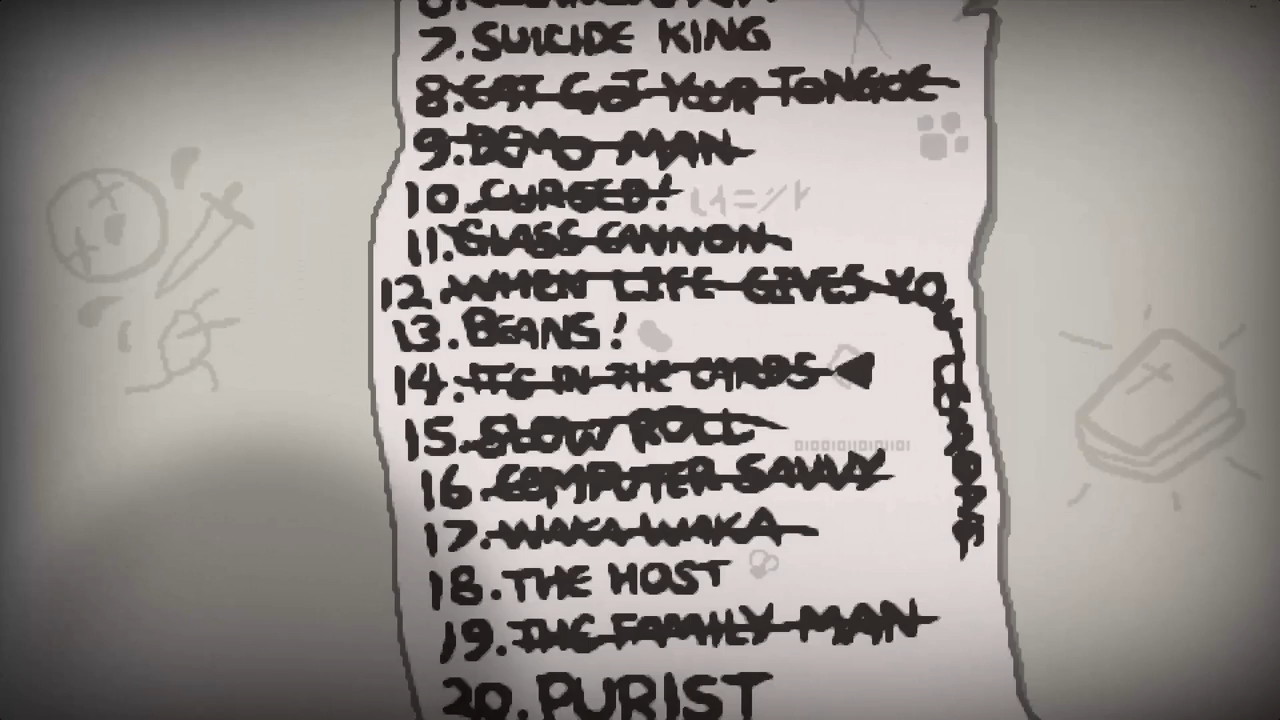 7. SUICIDE KING
8. CAT GOT YOUR TONGUE
9. DEMO MAN
10. CURSED!
11. GLASS CANNON
12 WHEN LIFE GIVES YOU LEMONS
13. BEANS!
14. IT'S IN THE CARDS
15. SLOW ROLL
16 COMPUTER SAVVY
17. WAKA WAKA
18. THE HOST
19. THE FAMILY MAN
20. PURIST